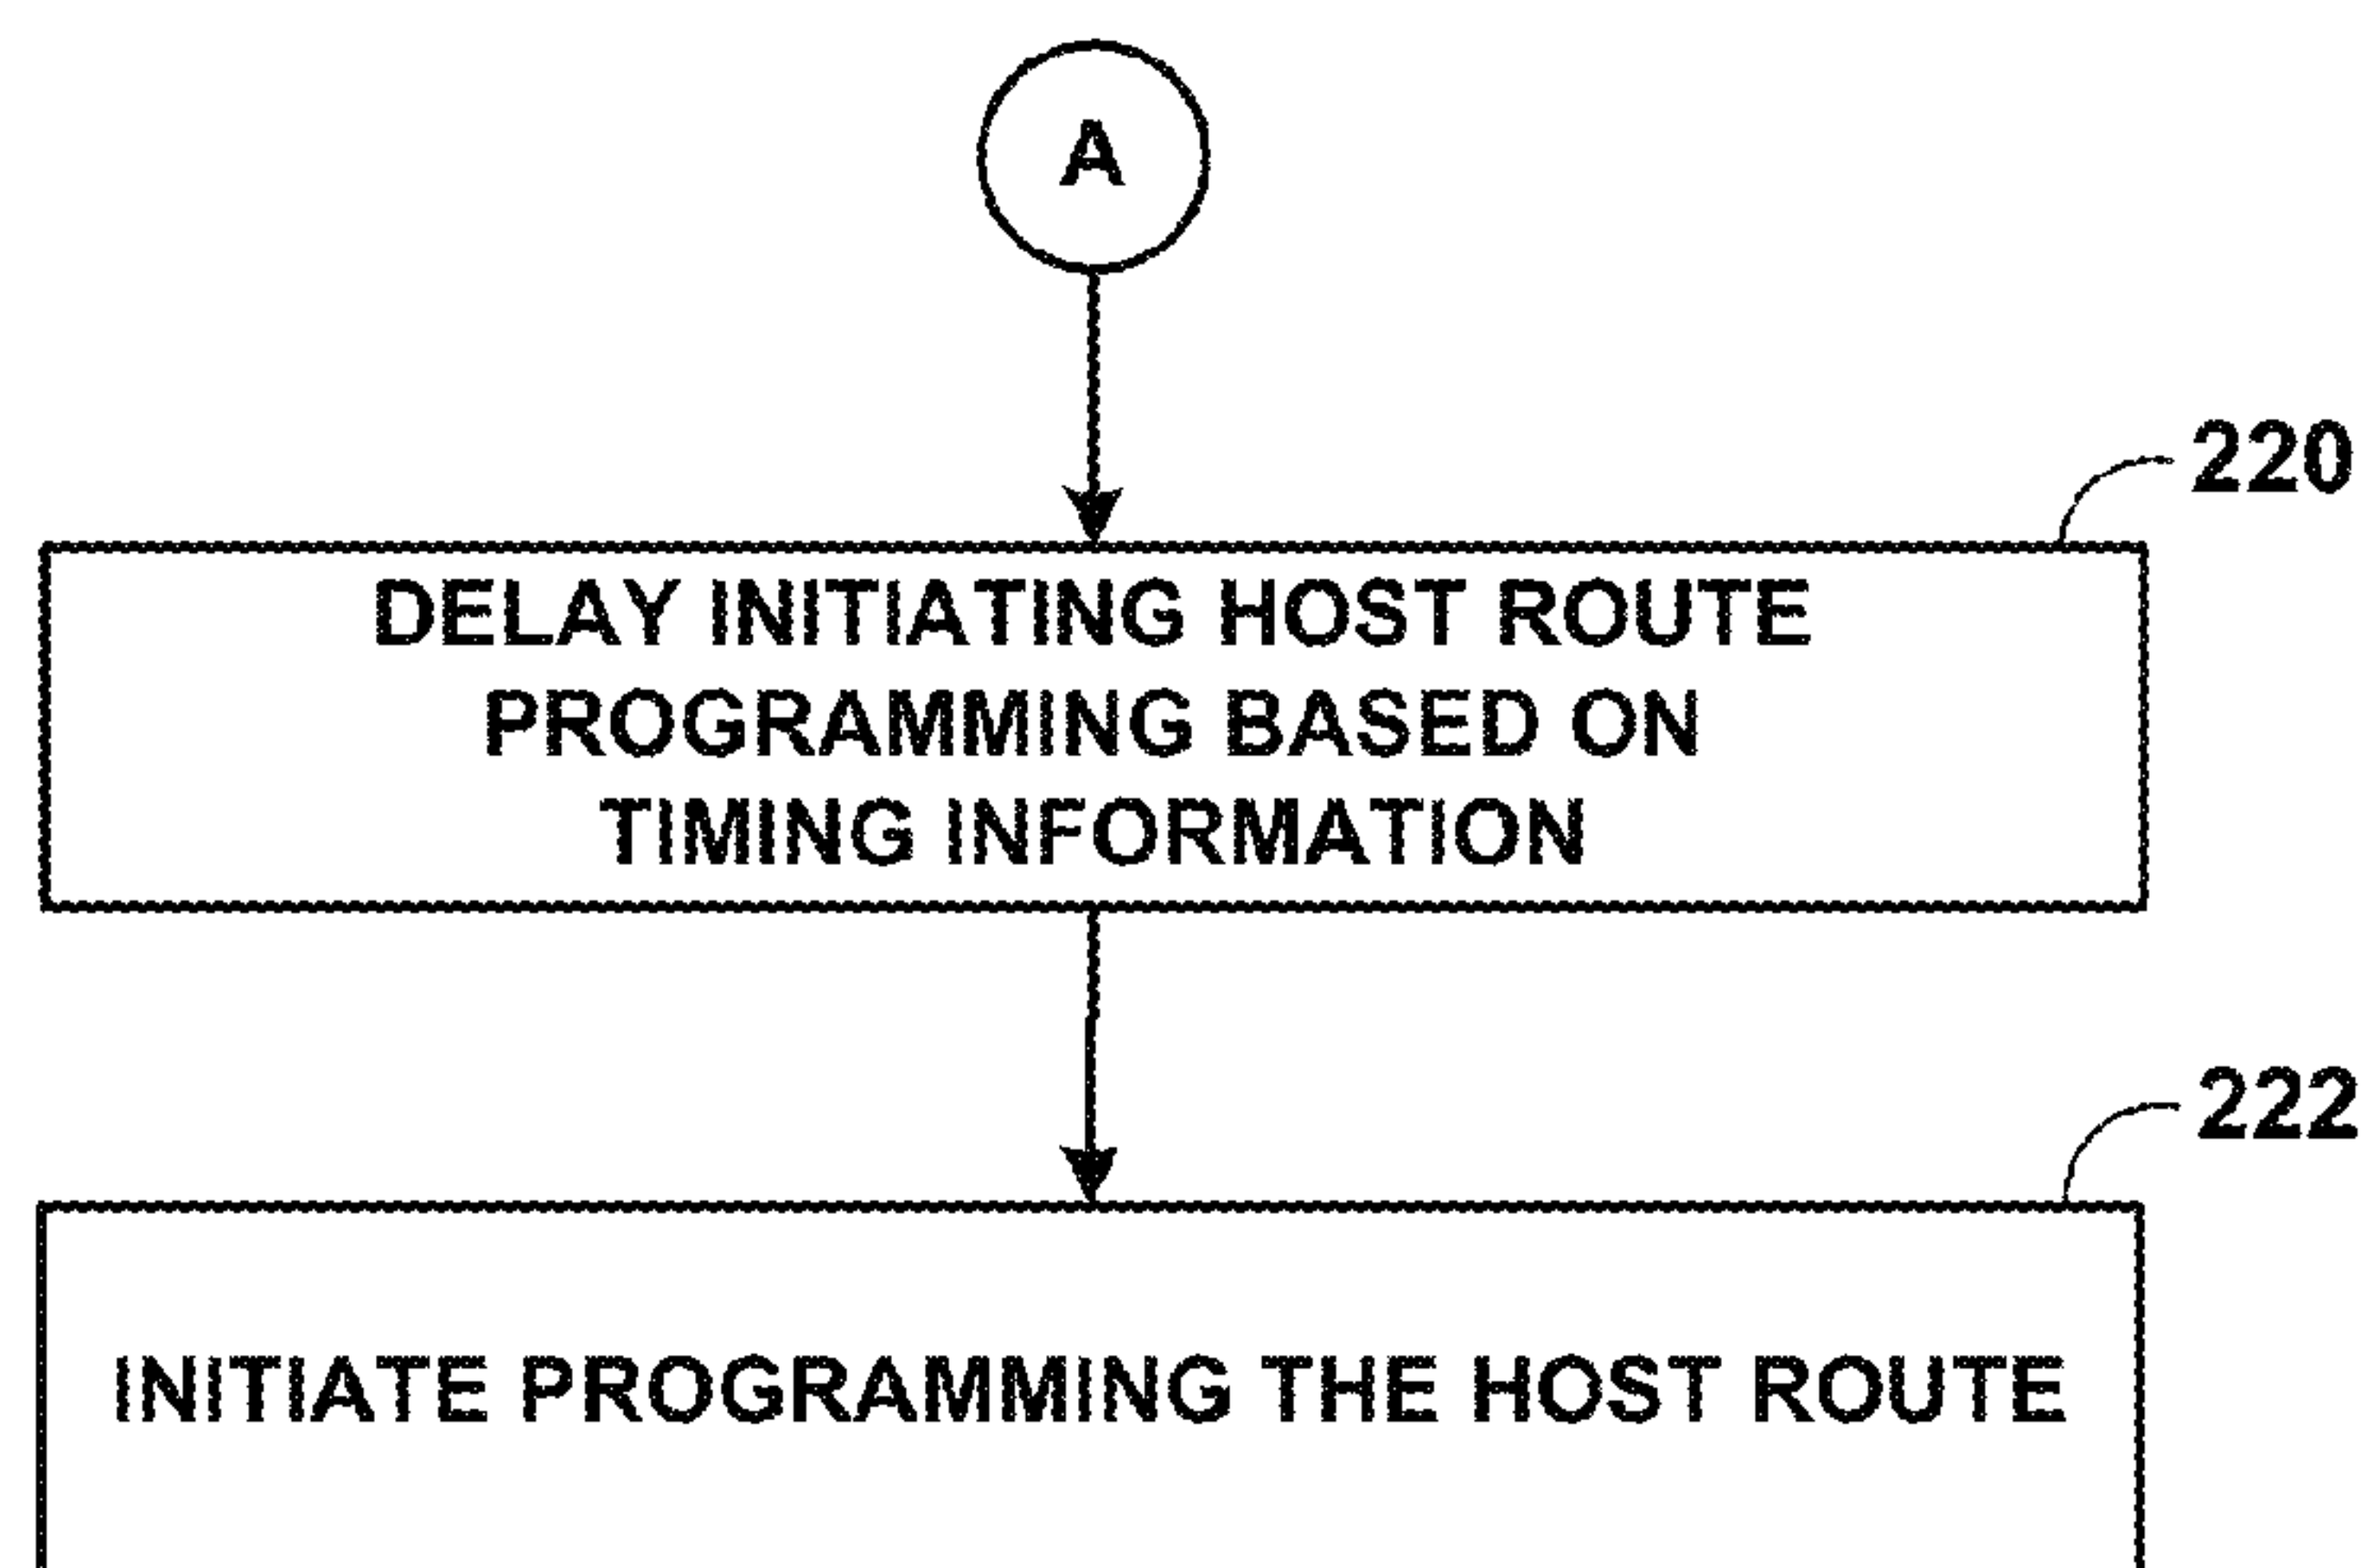 A
220
DELAY INITIATING HOST ROUTE
PROGRAMMING BASED ON
TIMING INFORMATION
222
INITIATE PROGRAMMING THE HOST ROUTE